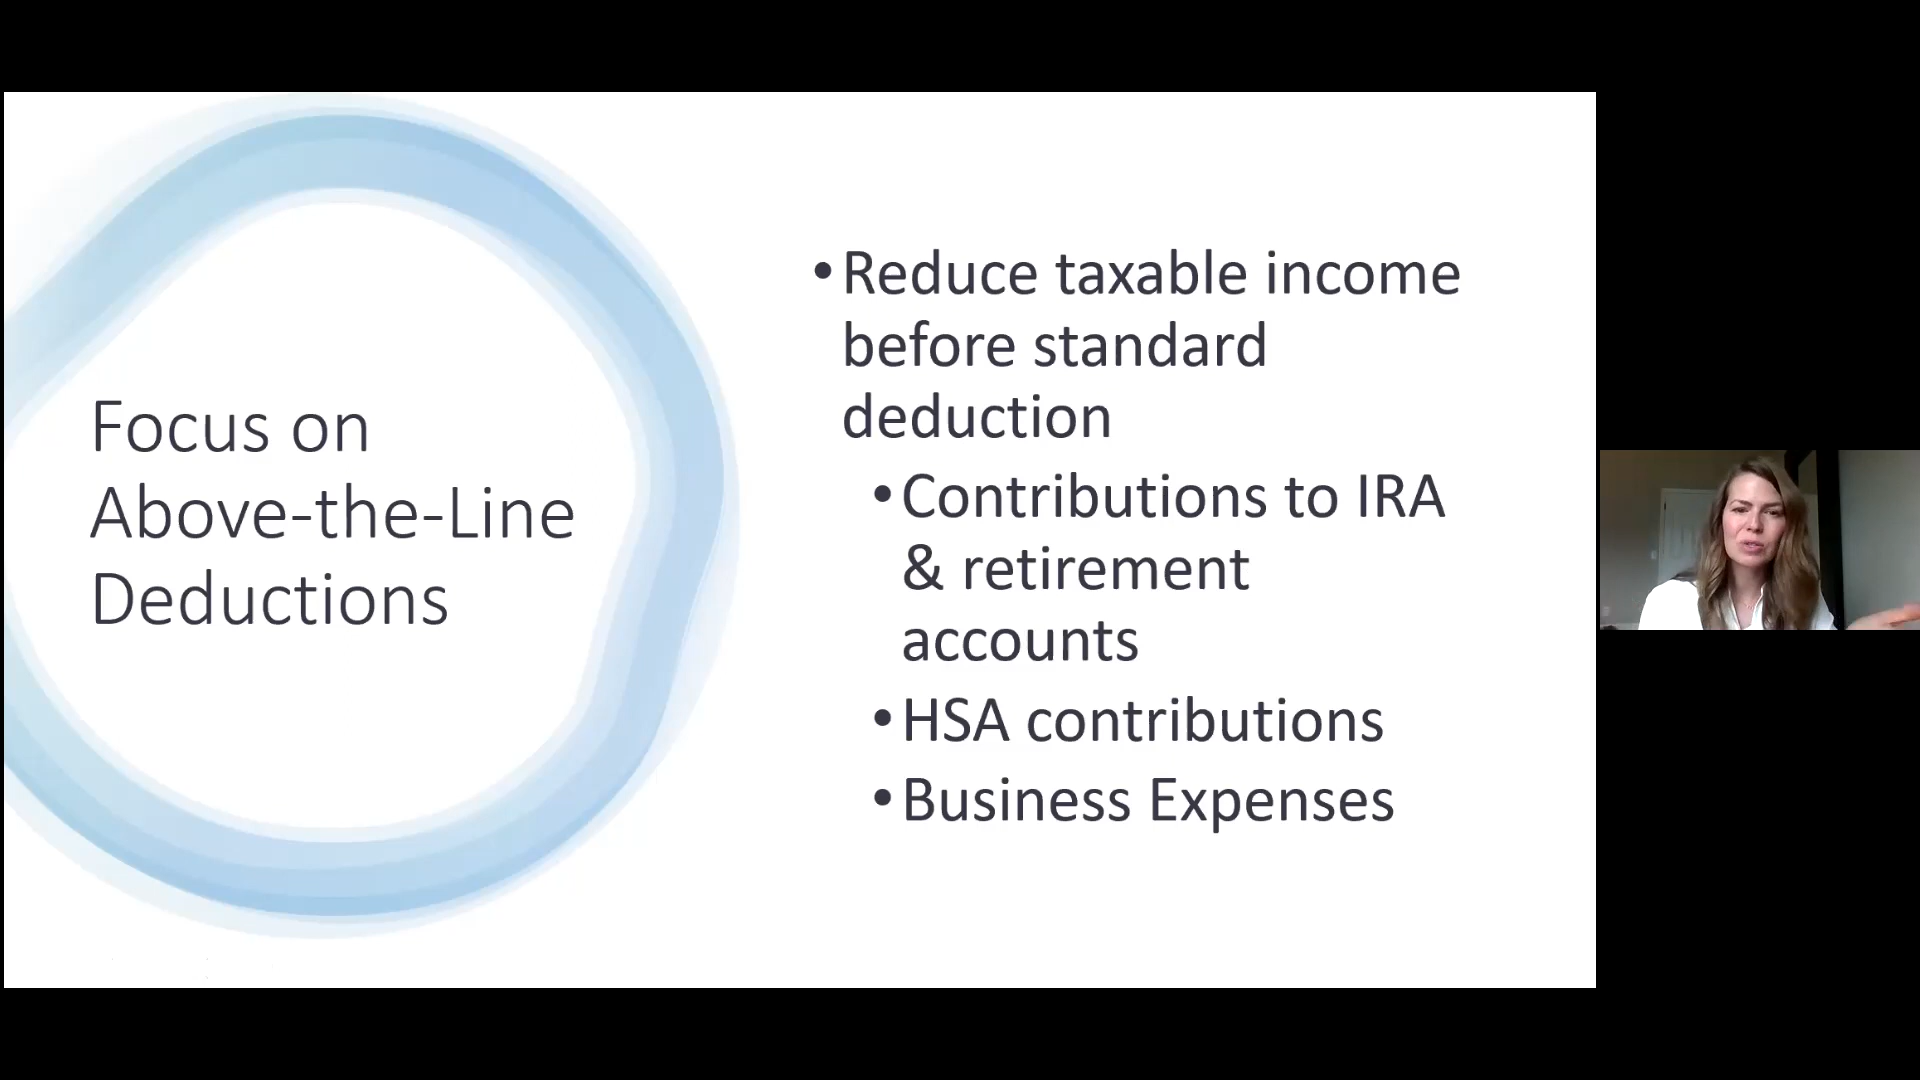 Focus on
Above-the-Line
Deductions
• Reduce taxable income
before standard
deduction
• Contributions to IRA
& retirement
accounts
• HSA contributions
• Business Expenses